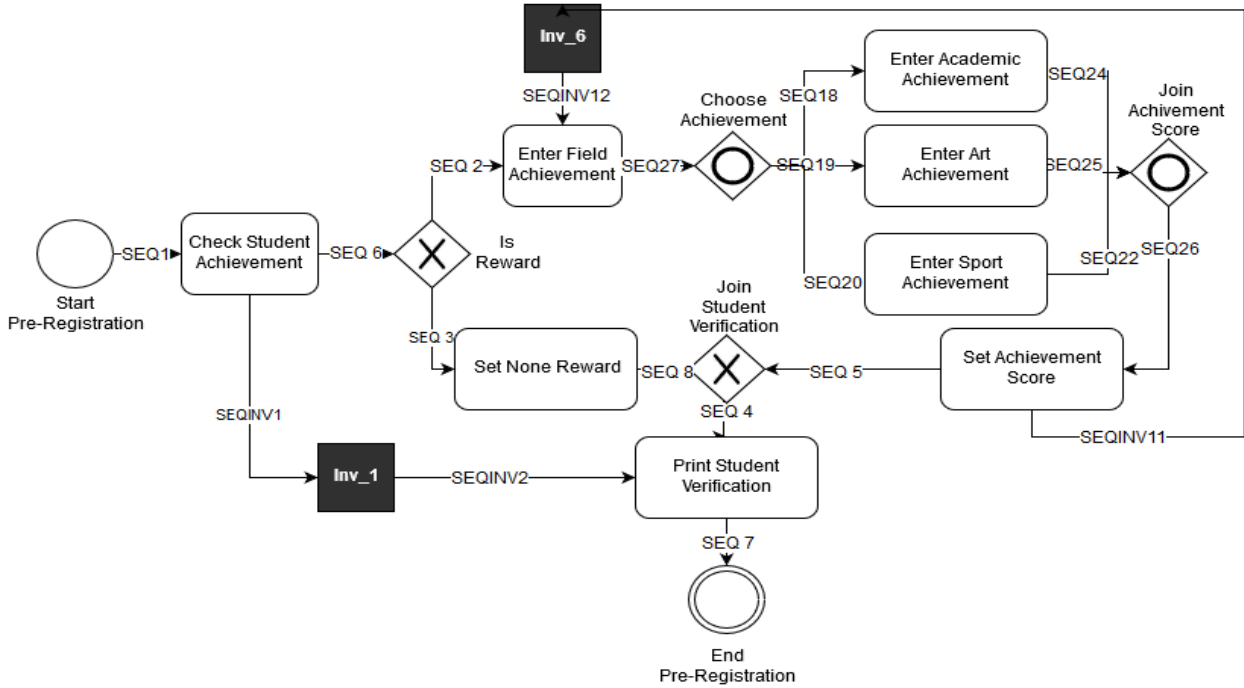 Inv_6
SEQINV12
Choose
Achievement
SEQ18
Enter Academic
Achievement
SEQ24
Join
Achivement
Score
SEQ 2
Enter Field
Achievement
SEQ27
SEQ19
Enter Art
Achievement
SEQ25
SEQ1
Check Student
Achievement
SEQ 6
Is
Reward
SEQ20
Enter Sport
Achievement
SEQ22
SEQ26
Start
Pre-Registration
Join
Student
Verification
SEQ 3
Set None Reward
SEQ 8
SEQ 5
Set Achievement
Score
SEQINV1
SEQ 4
SEQINV11
Inv_1
SEQINV2
Print Student
Verification
SEQ 7
End
Pre-Registration